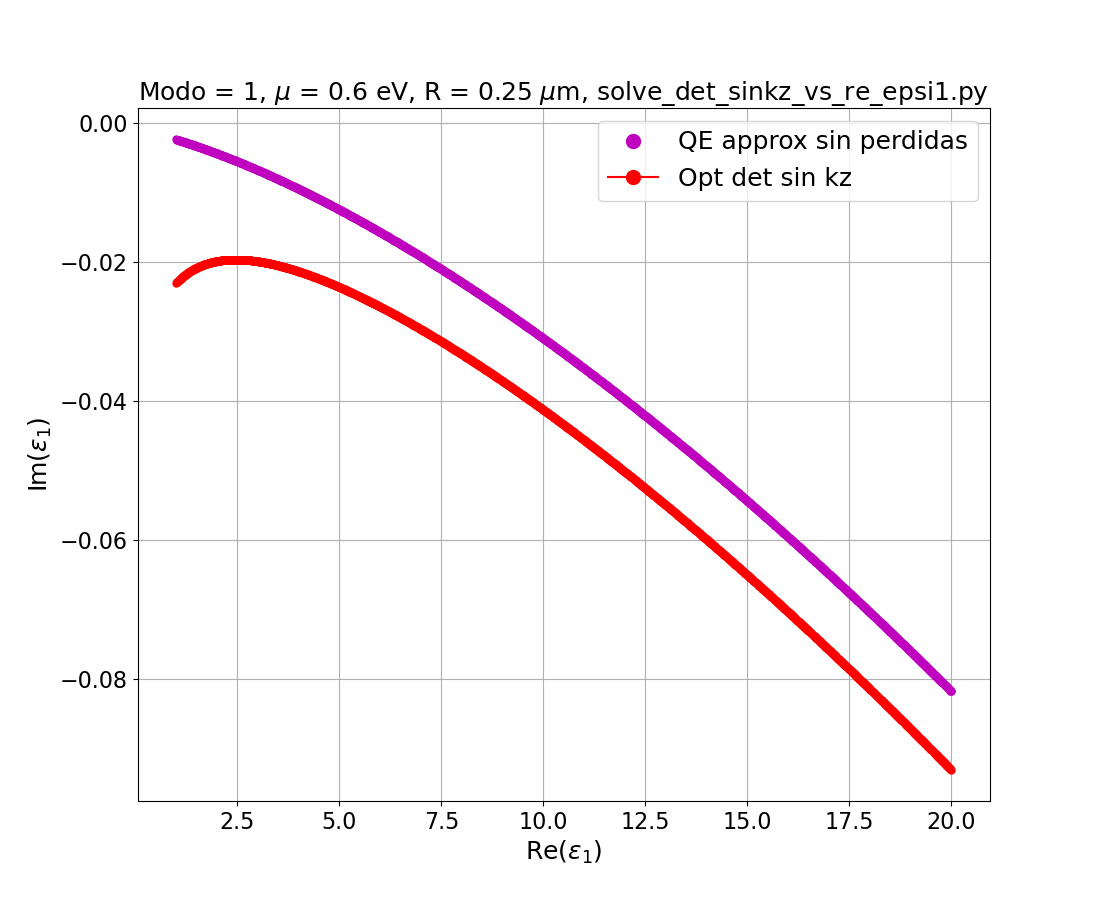 Modo = 1, μ = 0.6 eV, R = 0.25 μm, solve_det_sinkz_vs_re_epsi1.py
QE approx sin perdidas
Opt det sin kz
0.00
−0.02
−0.04
−0.06
−0.08
Im(ε₁)
2.5 5.0 7.5 10.0 12.5 15.0 17.5 20.0
Re(ε₁)